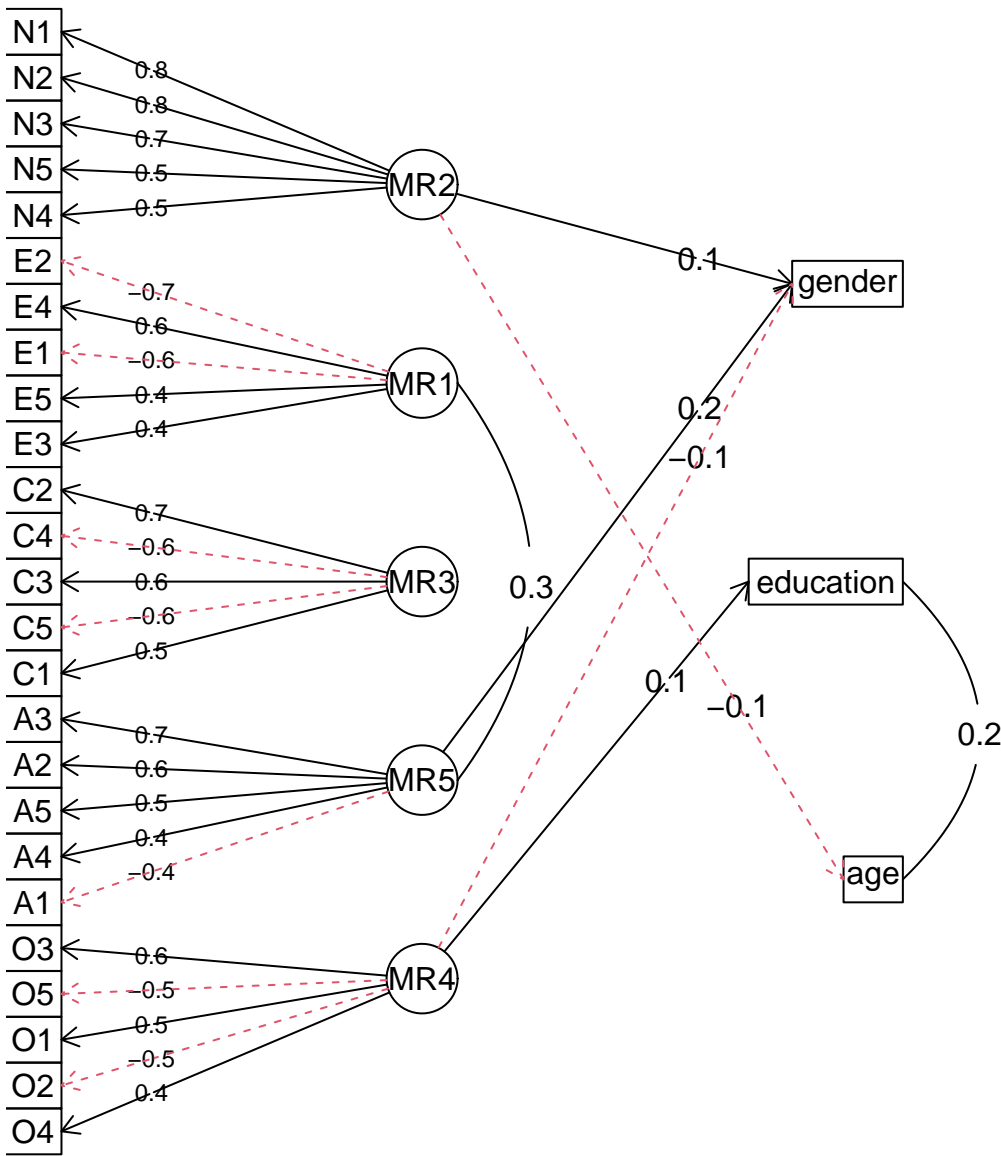 N1
N2
N3
N5
N4
E2
E4
E1
E5
E3
C2
C4
C3
C5
C1
A3
A2
A5
A4
A1
O3
O5
O1
O2
O4
0.8
0.8
0.7
0.5
0.5
−0.7
0.6
−0.6
0.4
0.4
0.7
−0.6
0.6
−0.6
0.5
0.7
0.6
0.5
0.4
−0.4
0.6
−0.5
0.5
−0.5
0.4
MR2
MR1
MR3
MR5
MR4
0.3
0.1
0.2
−0.1
0.1
−0.1
gender
education
age
0.2